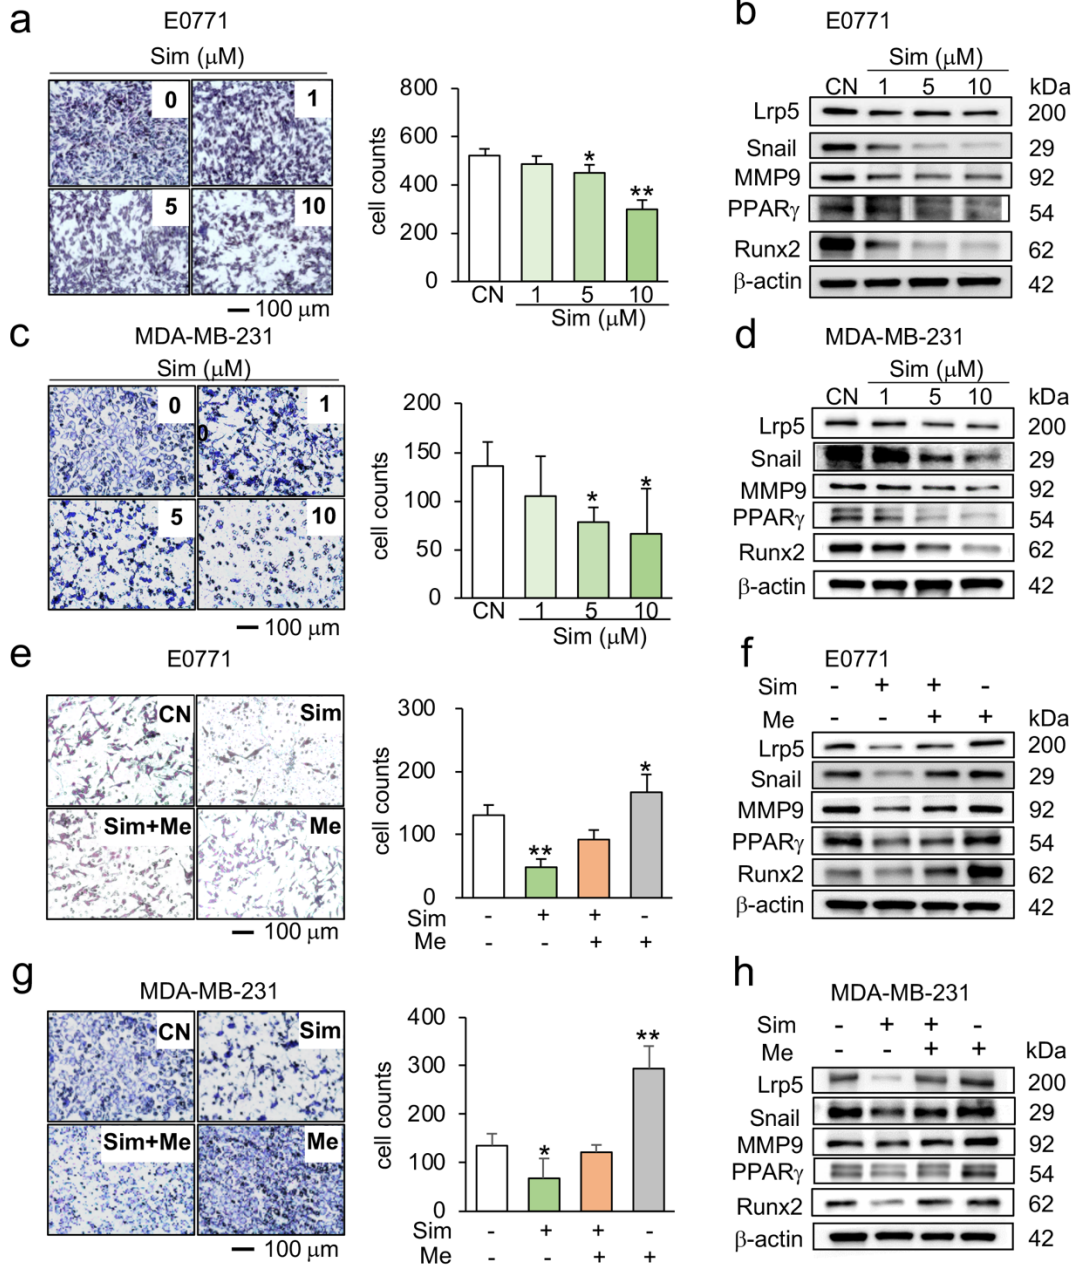 a
E0771
Sim (μM)
0
1
5
10
100 μm
cell counts
800
600
400
200
0
*
**
CN
1
5
10
Sim (μM)
b
E0771
Sim (μM)
CN 1 5 10 kDa
Lrp5 200
Snail 29
MMP9 92
PPARγ 54
Runx2 62
β-actin 42
c
MDA-MB-231
Sim (μM)
0
1
0
5
10
100 μm
cell counts
200
150
100
50
0
*
*
CN
1
5
10
Sim (μM)
d
MDA-MB-231
Sim (μM)
CN 1 5 10 kDa
Lrp5 200
Snail 29
MMP9 92
PPARγ 54
Runx2 62
β-actin 42
e
E0771
CN
Sim
Sim+Me
Me
100 μm
cell counts
300
200
100
0
**
*
Sim - + + -
Me - - + +
f
E0771
Sim - + + -
Me - - + + kDa
Lrp5 200
Snail 29
MMP9 92
PPARγ 54
Runx2 62
β-actin 42
g
MDA-MB-231
CN
Sim
Sim+Me
Me
100 μm
cell counts
400
300
200
100
0
*
**
Sim - + + -
Me - - + +
h
MDA-MB-231
Sim - + + -
Me - - + + kDa
Lrp5 200
Snail 29
MMP9 92
PPARγ 54
Runx2 62
β-actin 42